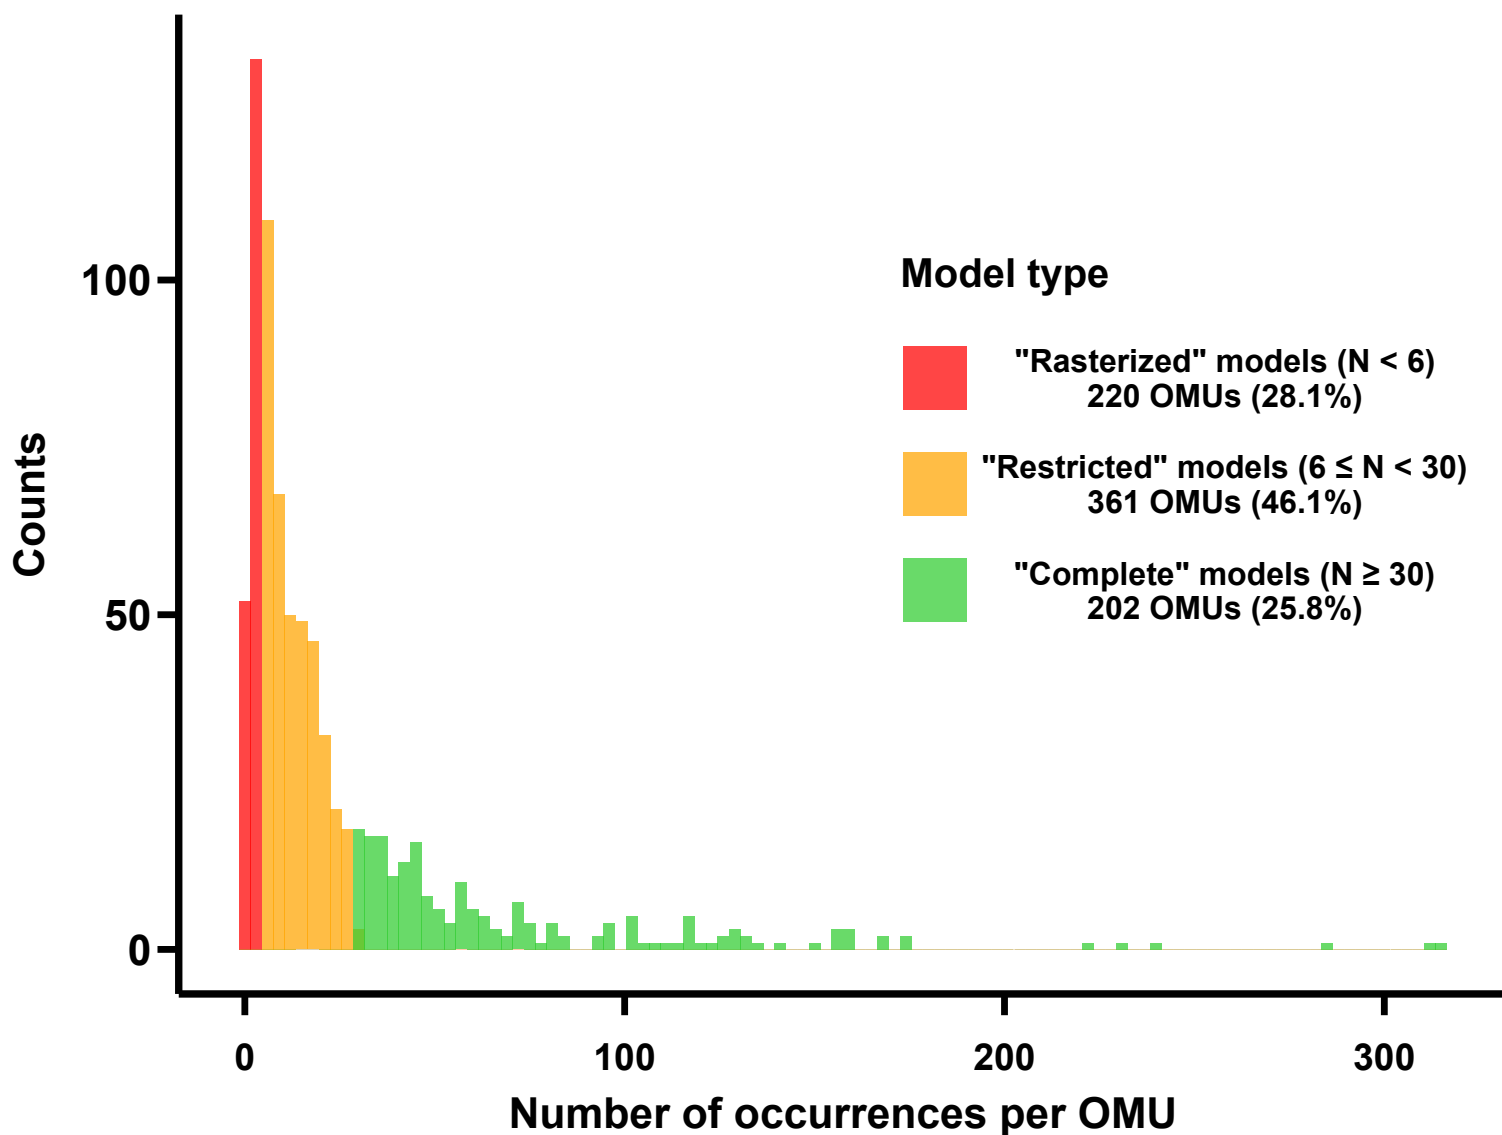 100
50
0
Counts
Model type
"Rasterized" models (N < 6)
220 OMUs (28.1%)
"Restricted" models (6 ≤ N < 30)
361 OMUs (46.1%)
"Complete" models (N ≥ 30)
202 OMUs (25.8%)
0 100 200 300
Number of occurrences per OMU